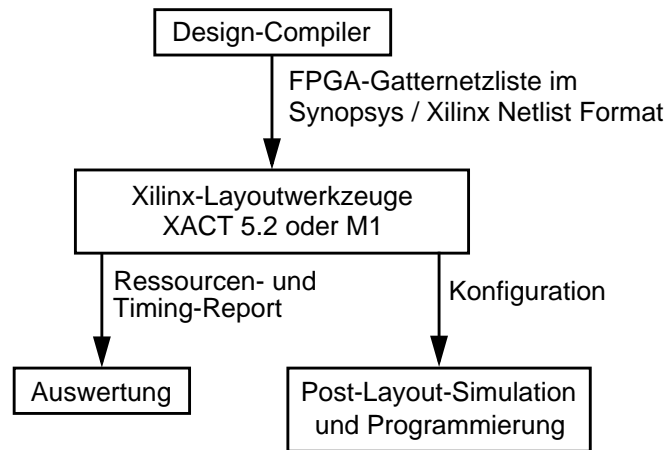 Design-Compiler
FPGA-Gatternetzliste im
Synopsys / Xilinx Netlist Format
Xilinx-Layoutwerkzeuge
XACT 5.2 oder M1
Ressourcen- und
Timing-Report
Konfiguration
Auswertung
Post-Layout-Simulation
und Programmierung